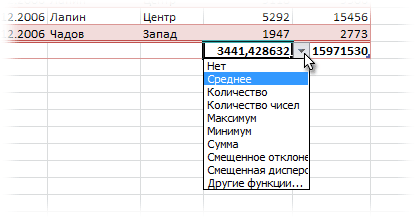 2.2006 Лапин Центр 5292 15456
2.2006 Чадов Запад 1947 2773
3441,428632 15971530
Нет
Среднее
Количество
Количество чисел
Максимум
Минимум
Сумма
Смещенное отклоне
Смещенная дисперс
Другие функции...